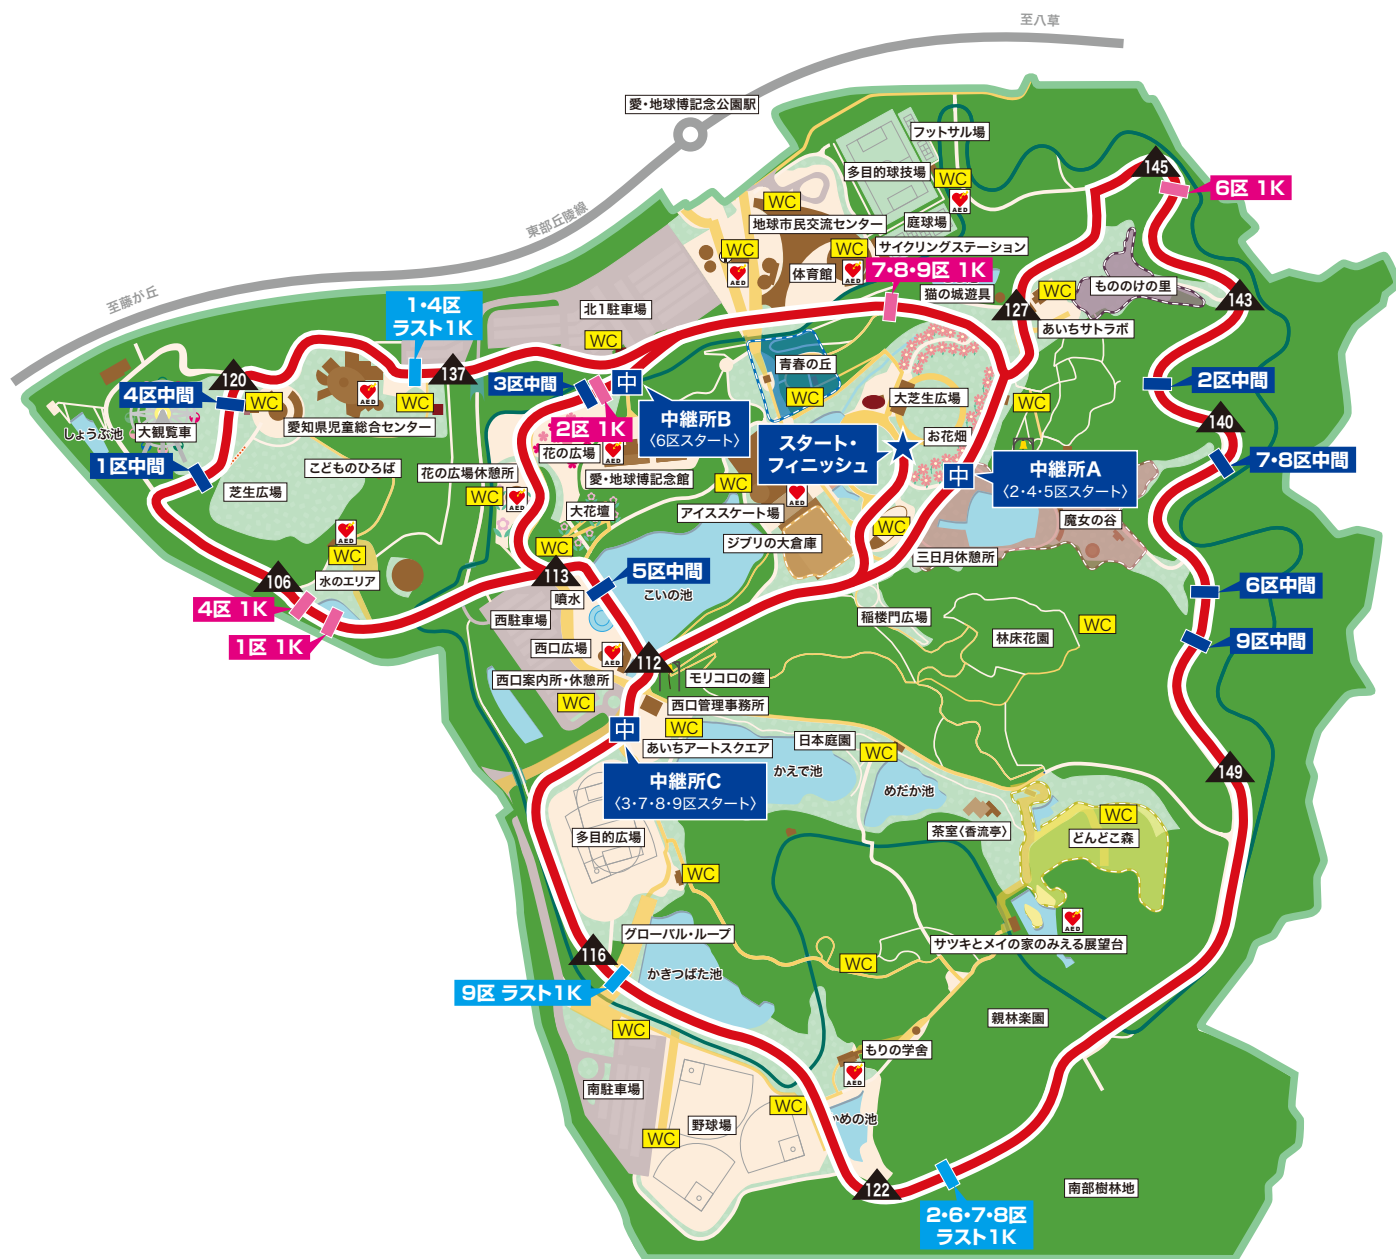 至八草
愛・地球博記念公園駅
東部丘陵線
至藤が丘
フットサル場
多目的球技場
WC
AED
145
6区 1K
WC
庭球場
地球市民交流センター
サイクリングステーション
WC
WC
AED
体育館
AED
7・8・9区 1K
猫の城遊具
WC
もののけの里
143
127
あいちサトラボ
1・4区
ラスト1K
北1駐車場
WC
青春の丘
WC
137
120
4区中間
WC
AED
WC
愛知県児童総合センター
しょうぶ池
大観覧車
1区中間
こどものひろば
芝生広場
3区中間
中
2区 1K
中継所B
〈6区スタート〉
花の広場
AED
愛・地球博記念館
花の広場休憩所
WC
AED
大花壇
大芝生広場
お花畑
スタート・
フィニッシュ
WC
AED
アイススケート場
ジブリの大倉庫
WC
WC
2区中間
140
7・8区中間
中
中継所A
〈2・4・5区スタート〉
魔女の谷
三日月休憩所
AED
WC
水のエリア
106
4区 1K
1区 1K
WC
113
噴水
5区中間
こいの池
西駐車場
西口広場
AED
112
西口案内所・休憩所
WC
モリコロの鐘
西口管理事務所
稲楼門広場
林床花園
WC
6区中間
9区中間
中
WC
あいちアートスクエア
日本庭園
WC
中継所C
〈3・7・8・9区スタート〉
かえで池
めだか池
149
多目的広場
茶室〈香流亭〉
WC
どんどこ森
WC
AED
サツキとメイの家のみえる展望台
グローバル・ループ
116
かきつばた池
WC
9区 ラスト1K
WC
親林楽園
もりの学舎
AED
南駐車場
WC
野球場
WC
かめの池
122
南部樹林地
2・6・7・8区
ラスト1K